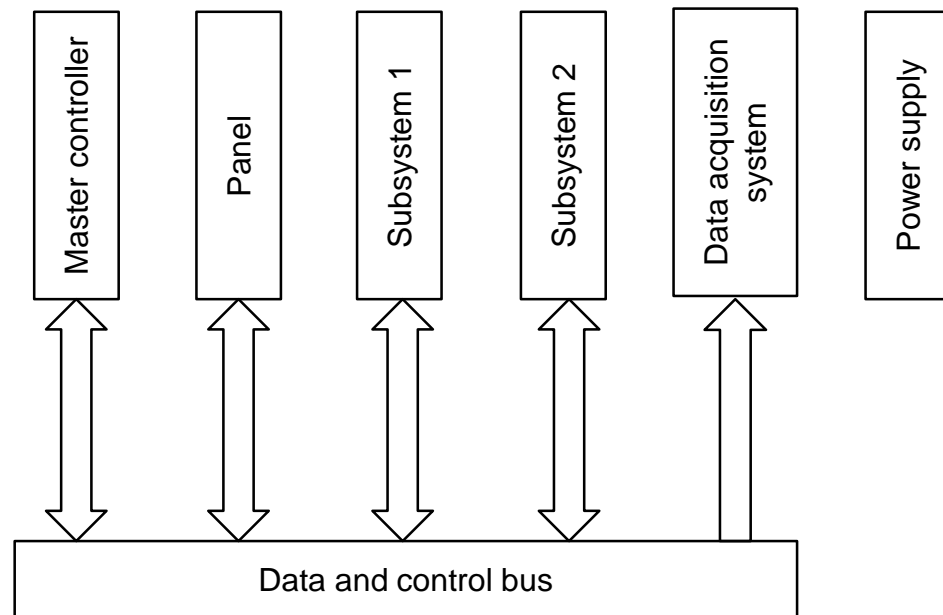 Master controller
Panel
Subsystem 1
Subsystem 2
Data acquisition
system
Power supply
Data and control bus